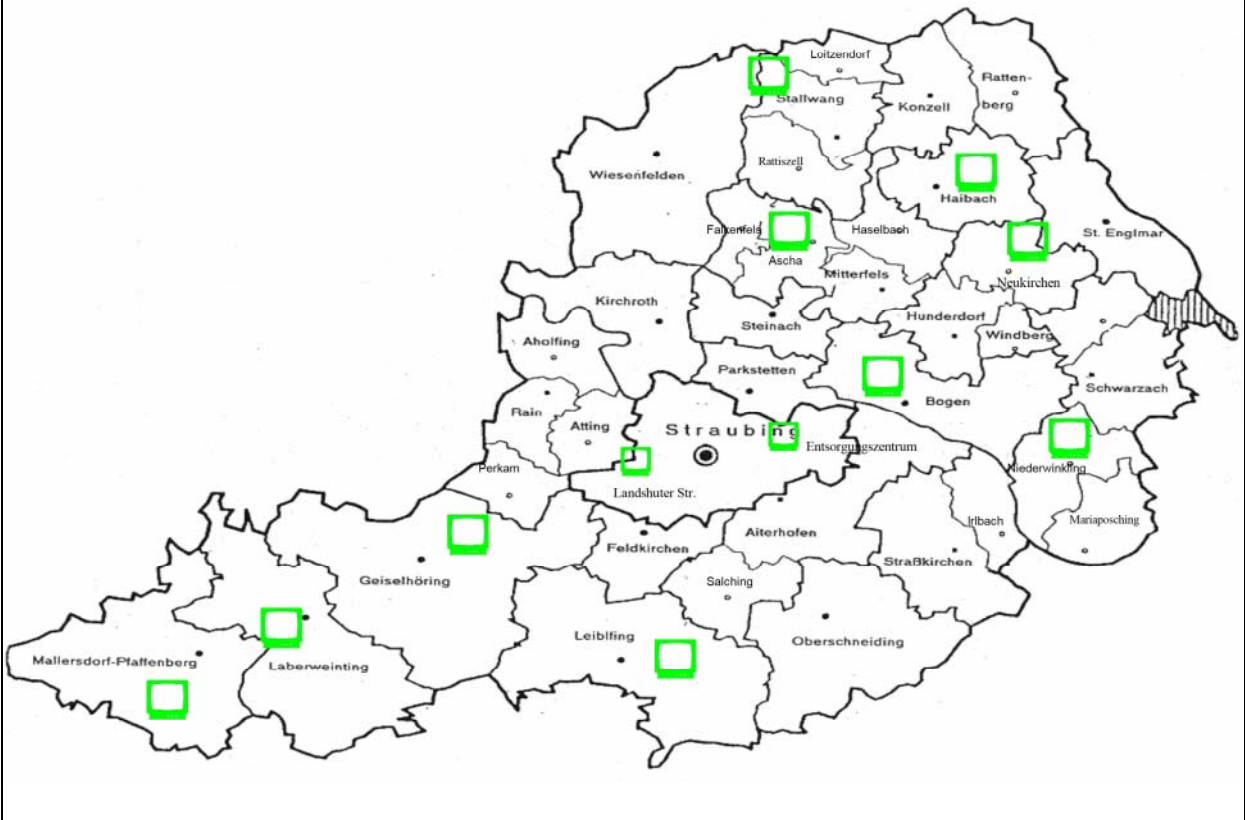 Loitzendorf
Stallwang
Konzell
Ratten-
berg
Rattiszell
Wiesenfelden
Haibach
Falkenfels
Haselbach
St. Englmar
Ascha
Mitterfels
Neukirchen
Kirchroth
Steinach
Hunderdorf
Windberg
Aholfing
Parkstetten
Schwarzach
Bogen
Rain
Atting
Straubing
Entsorgungszentrum
Perkam
Niederwinkling
Landshuter Str.
Irlbach
Mariaposching
Aiterhofen
Feldkirchen
Straßkirchen
Geiselhöring
Salching
Leiblfing
Oberschneiding
Mallersdorf-Pfaffenberg
Laberweinting